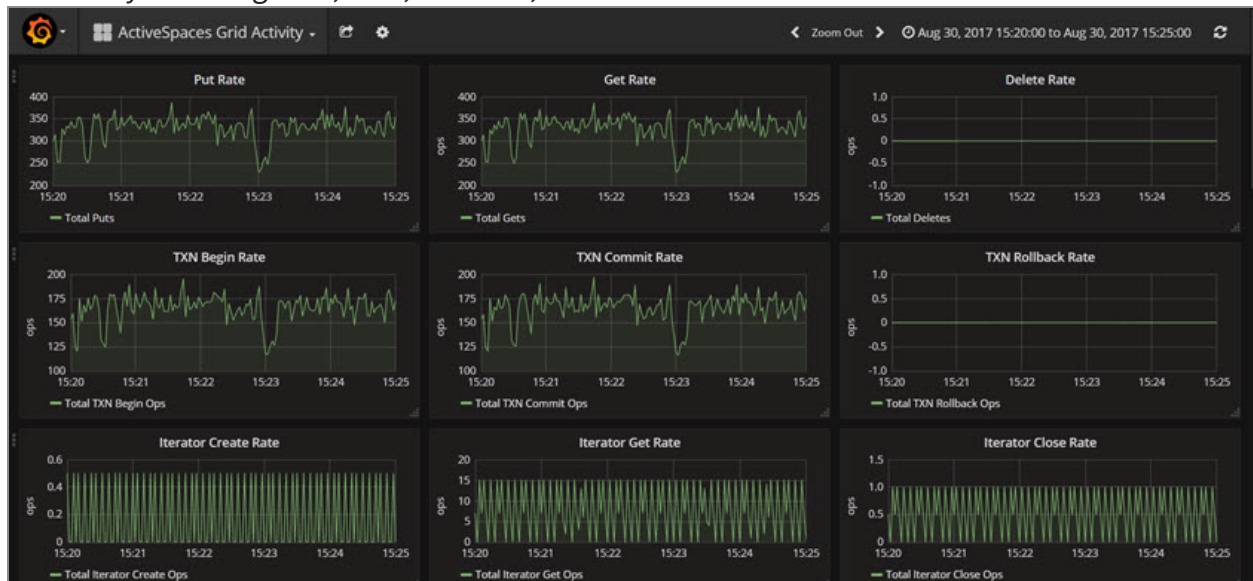 ActiveSpaces Grid Activity
Zoom Out Aug 30, 2017 15:20:00 to Aug 30, 2017 15:25:00
Put Rate
400
350
300
250
200
15:20 15:21 15:22 15:23 15:24 15:25
Total Puts
Get Rate
ops
400
350
300
250
200
15:20 15:21 15:22 15:23 15:24 15:25
Total Gets
Delete Rate
ops
1.0
0.5
0
-0.5
-1.0
15:20 15:21 15:22 15:23 15:24 15:25
Total Deletes
TXN Begin Rate
ops
200
175
150
125
100
15:20 15:21 15:22 15:23 15:24 15:25
Total TXN Begin Ops
TXN Commit Rate
ops
200
175
150
125
100
15:20 15:21 15:22 15:23 15:24 15:25
Total TXN Commit Ops
TXN Rollback Rate
ops
1.0
0.5
0
-0.5
-1.0
15:20 15:21 15:22 15:23 15:24 15:25
Total TXN Rollback Ops
Iterator Create Rate
ops
0.6
0.4
0.2
0
15:20 15:21 15:22 15:23 15:24 15:25
Total Iterator Create Ops
Iterator Get Rate
ops
20
15
10
5
0
15:20 15:21 15:22 15:23 15:24 15:25
Total Iterator Get Ops
Iterator Close Rate
ops
1.5
1.0
0.5
0
15:20 15:21 15:22 15:23 15:24 15:25
Total Iterator Close Ops